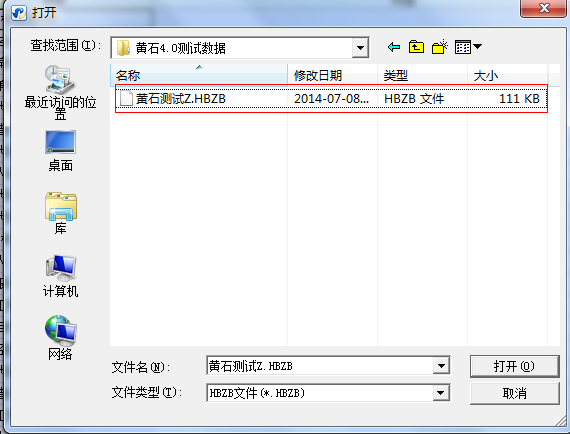 打开
查找范围(I):
黄石4.0测试数据
名称
修改日期
类型
大小
黄石测试Z.HBZB
2014-07-08...
HBZB 文件
111 KB
最近访问的位
置
桌面
库
计算机
网络
文件名(N):
黄石测试Z.HBZB
打开(O)
文件类型(T):
HBZB文件(*.HBZB)
取消